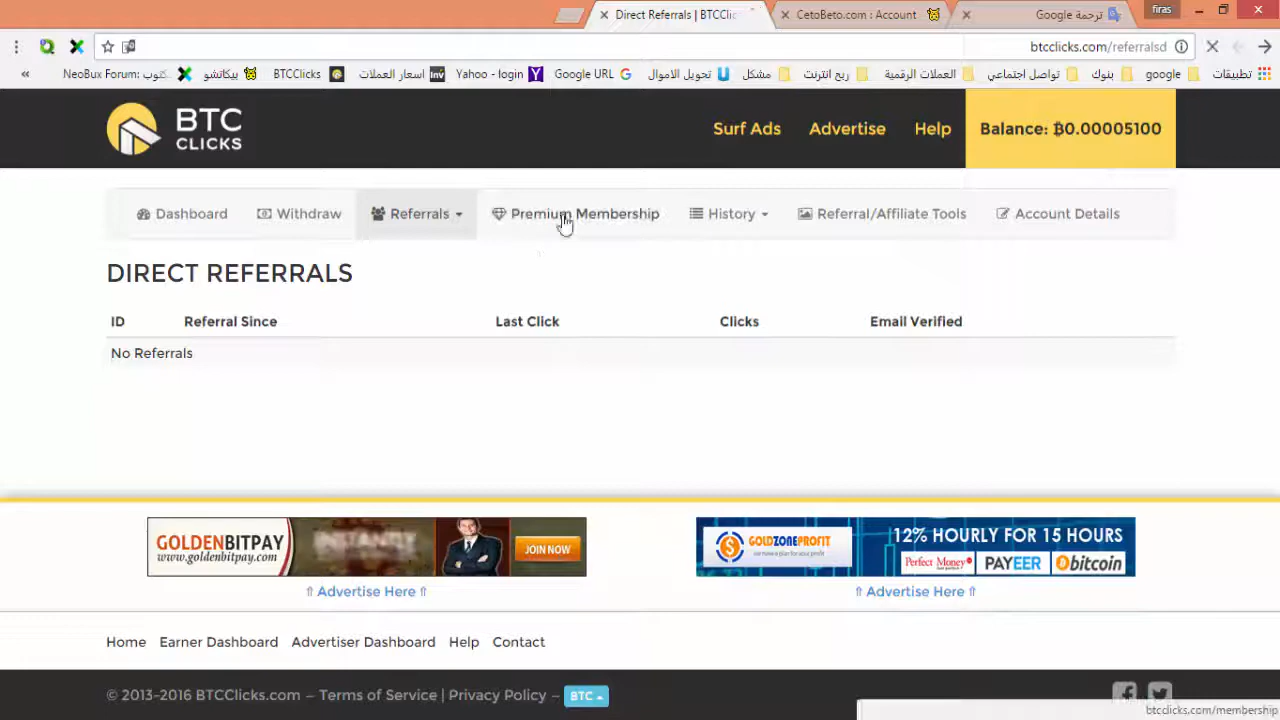 Direct Referrals | BTCClic
CetoBeto.com : Account
ترجمة Google
firas
btcclicks.com/referralsd
«
NeoBux Forum: كتوب
بيكاتشو
BTCClicks
Inv
اسعار العملات
Yahoo - login
Google URL
تحويل الاموال
مشكل
ربح انترنت
العملات الرقمية
تواصل اجتماعي
بنوك
google
تطبيقات
BTC
CLICKS
Surf Ads
Advertise
Help
Balance: ₿0.00005100
Dashboard
Withdraw
Referrals
Premium Membership
History
Referral/Affiliate Tools
Account Details
DIRECT REFERRALS
ID Referral Since Last Click Clicks Email Verified
No Referrals
GOLDENBITPAY
www.goldenbitpay.com
JOIN NOW
GOLDZONEPROFIT
12% HOURLY FOR 15 HOURS
Perfect Money
PAYEER
bitcoin
⇑ Advertise Here ⇑
⇑ Advertise Here ⇑
Home Earner Dashboard Advertiser Dashboard Help Contact
© 2013-2016 BTCClicks.com – Terms of Service | Privacy Policy – BTC
btcclicks.com/membership